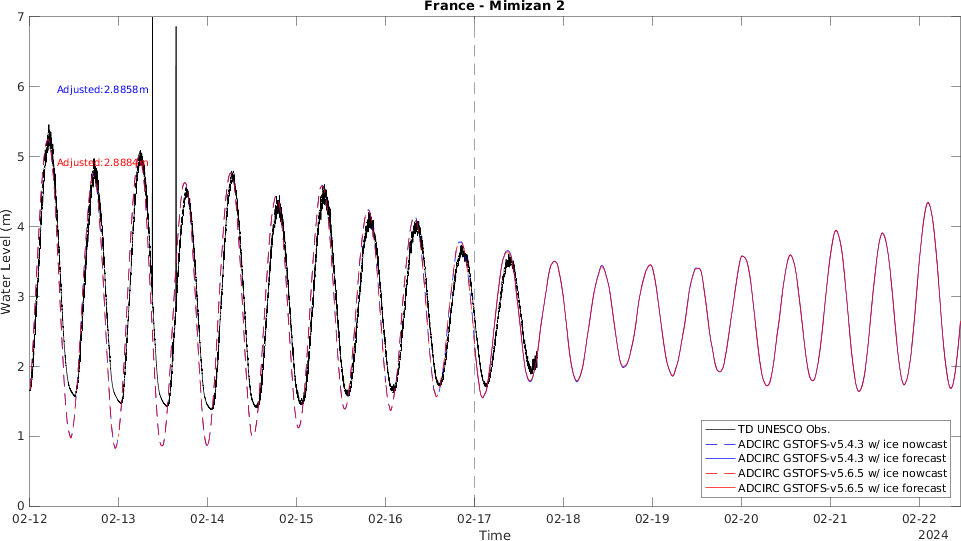 France - Mimizan 2
7
6
5
4
3
2
1
0
Water Level (m)
Adjusted:2.8858m
Adjusted:2.8884m
TD UNESCO Obs.
ADCIRC GSTOFS-v5.4.3 w/ ice nowcast
ADCIRC GSTOFS-v5.4.3 w/ ice forecast
ADCIRC GSTOFS-v5.6.5 w/ ice nowcast
ADCIRC GSTOFS-v5.6.5 w/ ice forecast
02-12 02-13 02-14 02-15 02-16 02-17 02-18 02-19 02-20 02-21 02-22
Time
2024